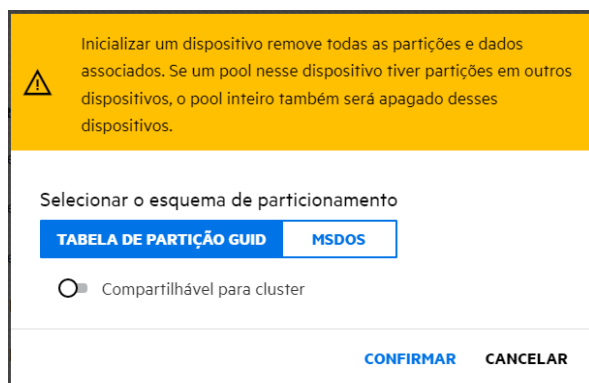 Inicializar um dispositivo remove todas as partições e dados
associados. Se um pool nesse dispositivo tiver partições em outros
dispositivos, o pool inteiro também será apagado desses
dispositivos.
Selecionar o esquema de particionamento
TABELA DE PARTIÇÃO GUID MSDOS
Compartilhável para cluster
CONFIRMAR CANCELAR